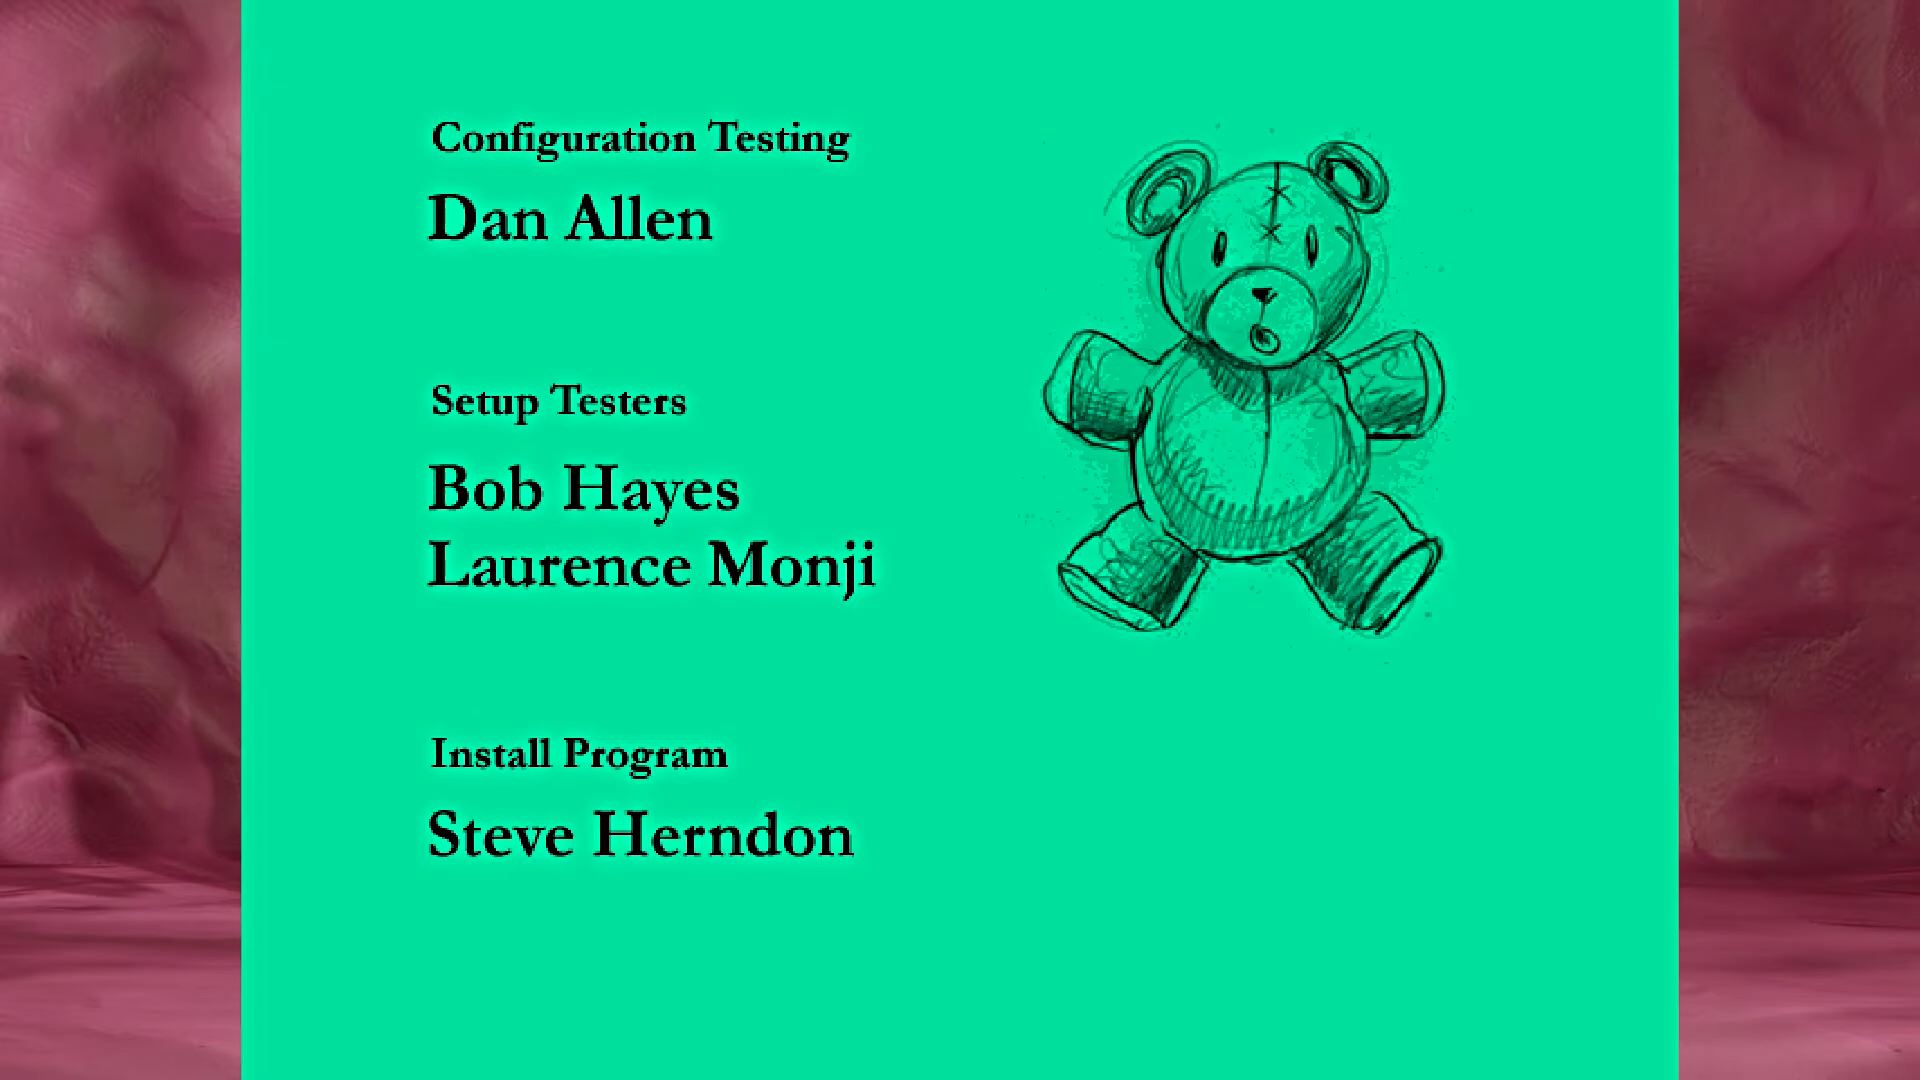 Configuration Testing
Dan Allen
Setup Testers
Bob Hayes
Laurence Monji
Install Program
Steve Herndon